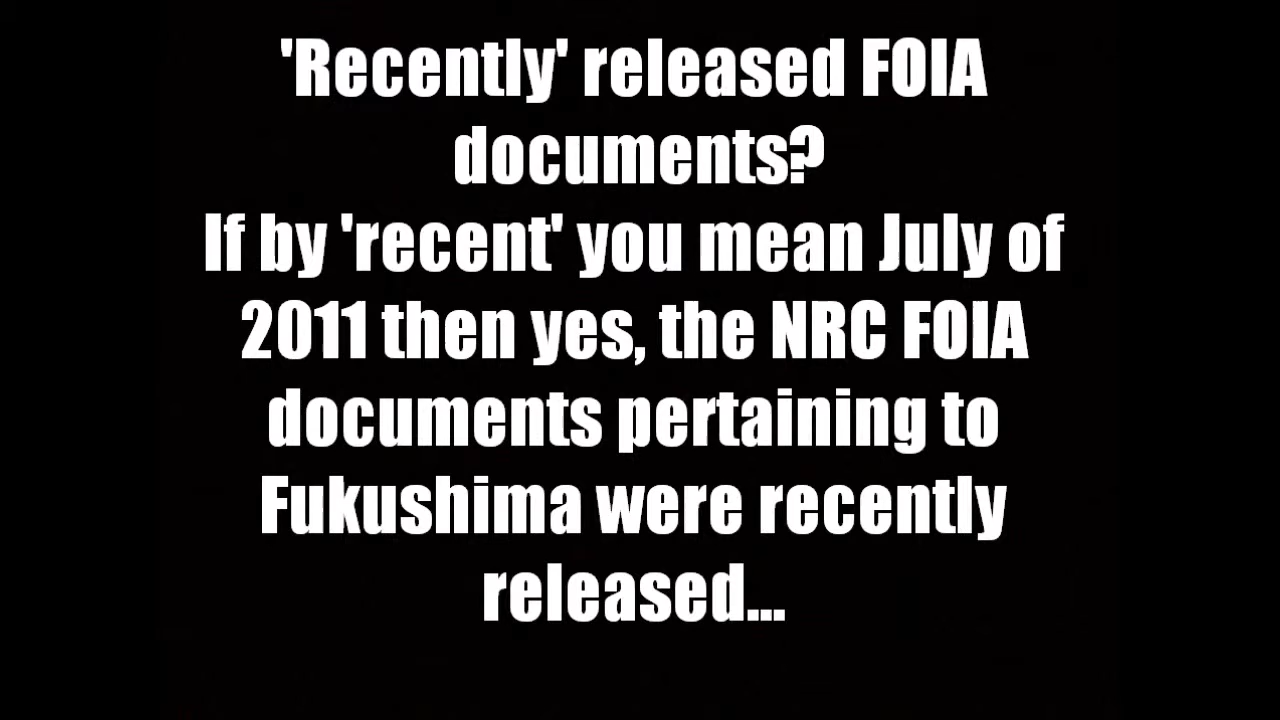 'Recently' released FOIA
documents?
If by 'recent' you mean July of
2011 then yes, the NRC FOIA
documents pertaining to
Fukushima were recently
released...